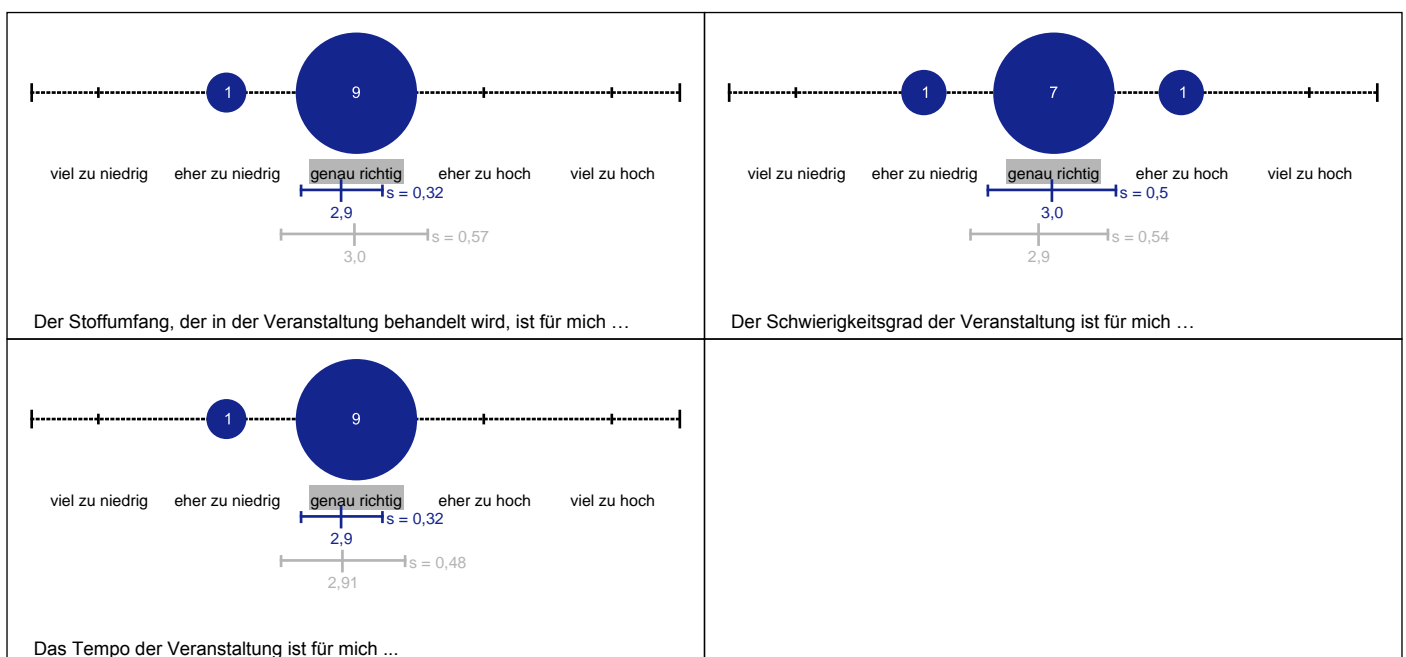 1 9
viel zu niedrig eher zu niedrig genau richtig eher zu hoch viel zu hoch
s = 0,32
2,9
s = 0,57
3,0
Der Stoffumfang, der in der Veranstaltung behandelt wird, ist für mich …
1 7 1
viel zu niedrig eher zu niedrig genau richtig eher zu hoch viel zu hoch
s = 0,5
3,0
s = 0,54
2,9
Der Schwierigkeitsgrad der Veranstaltung ist für mich …
1 9
viel zu niedrig eher zu niedrig genau richtig eher zu hoch viel zu hoch
s = 0,32
2,9
s = 0,48
2,91
Das Tempo der Veranstaltung ist für mich ...